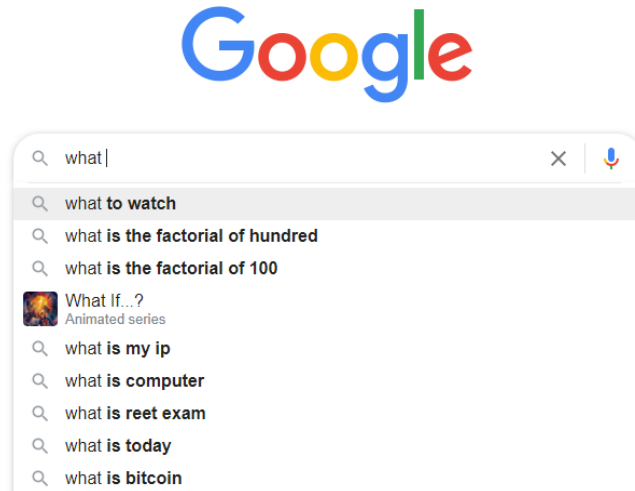 Google
what
what to watch
what is the factorial of hundred
what is the factorial of 100
What If...?
Animated series
what is my ip
what is computer
what is reet exam
what is today
what is bitcoin